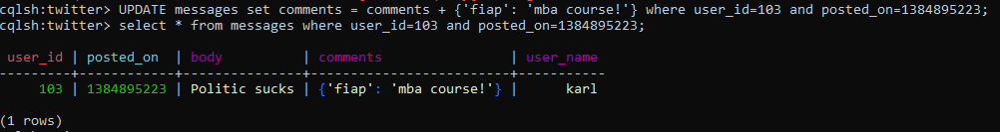 cqlsh:twitter> UPDATE messages set comments = comments + {'fiap': 'mba course!'} where user_id=103 and posted_on=1384895223;
cqlsh:twitter> select * from messages where user_id=103 and posted_on=1384895223;
user_id | posted_on | body | comments | user_name
---------+------------+---------------+-------------------------+-----------
103 | 1384895223 | Politic sucks | {'fiap': 'mba course!'} | karl
(1 rows)